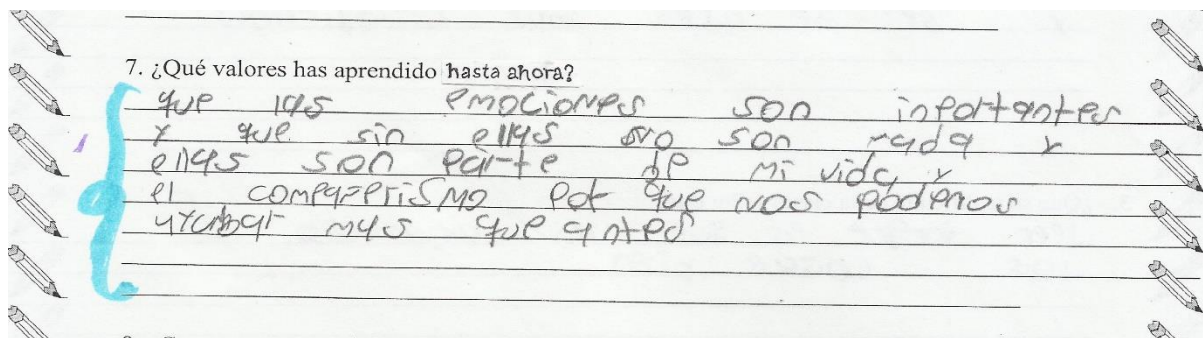 7. ¿Qué valores has aprendido hasta ahora?
que las emociones son inportantes
y que sin ellas no son nada y
ellas son parte de mi vida y
el compañerismo por que nos podemos
mas que antes